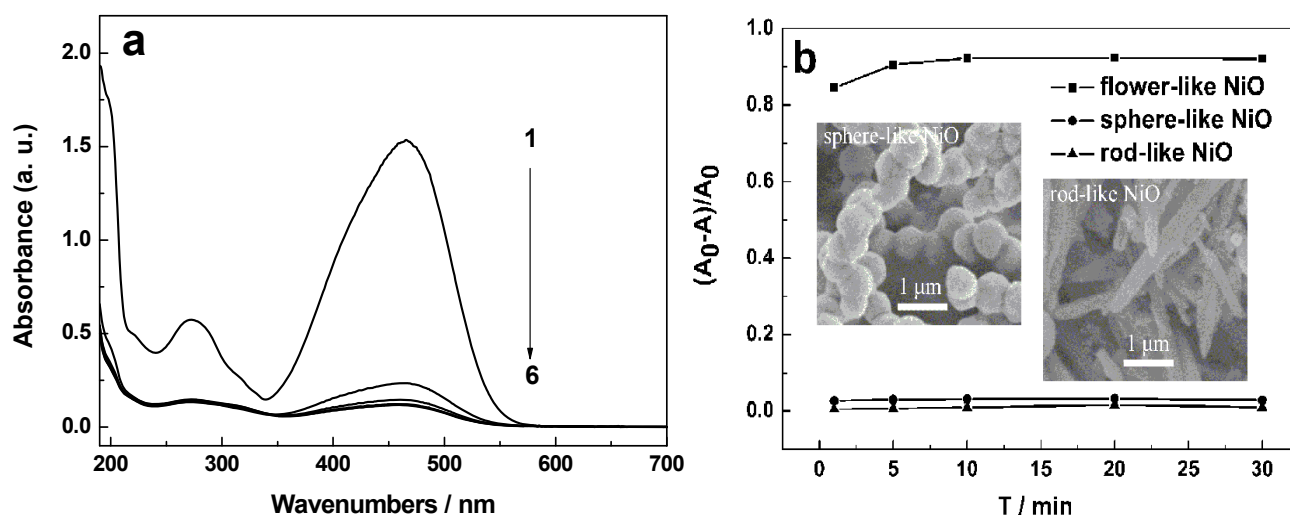 a
2.0
1.5
1.0
0.5
0.0
Absorbance (a. u.)
1
6
200 300 400 500 600 700
Wavenumbers / nm
b
1.0
0.8
0.6
0.4
0.2
0.0
(A0-A)/A0
flower-like NiO
sphere-like NiO
rod-like NiO
sphere-like NiO
1 μm
rod-like NiO
1 μm
0 5 10 15 20 25 30
T / min